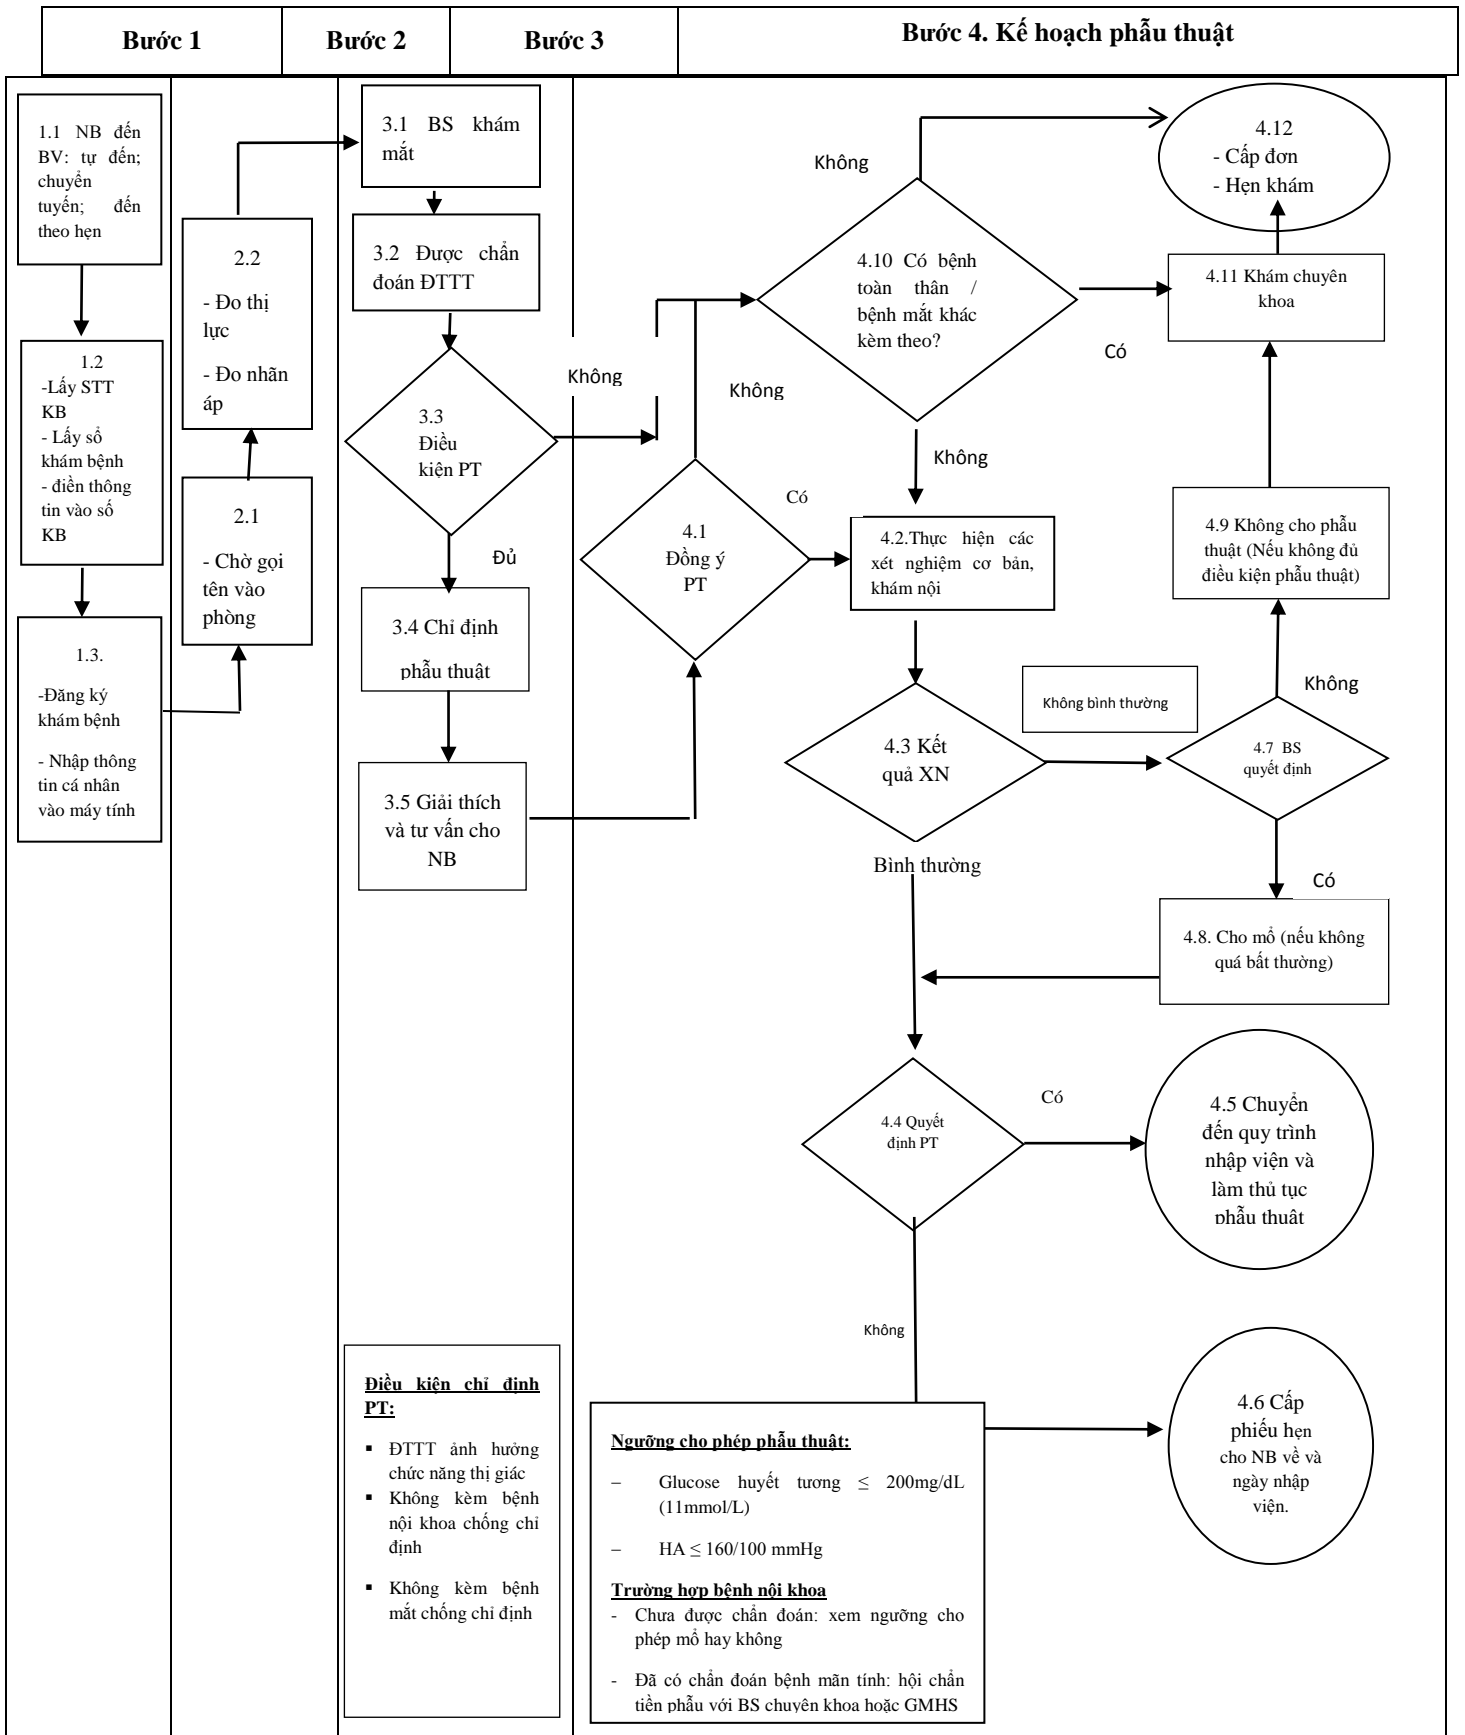 Bước 1
Bước 2
Bước 3
Bước 4. Kế hoạch phẫu thuật
1.1 NB đến
BV: tự đến;
chuyển
tuyến; đến
theo hẹn
1.2
-Lấy STT
KB
- Lấy sổ
khám bệnh
- điền thông
tin vào số
KB
1.3.
-Đăng ký
khám bệnh
- Nhập thông
tin cá nhân
vào máy tính
2.2
- Đo thị
lực
- Đo nhãn
áp
2.1
- Chờ gọi
tên vào
phòng
3.1 BS khám
mắt
3.2 Được chẩn
đoán ĐTTT
3.3
Điều
kiện PT
Không
Đủ
3.4 Chỉ định
phẫu thuật
3.5 Giải thích
và tư vấn cho
NB
Điều kiện chỉ định
PT:
▪ ĐTTT ảnh hưởng
chức năng thị giác
▪ Không kèm bệnh
nội khoa chống chỉ
định
▪ Không kèm bệnh
mắt chống chỉ định
4.1
Đồng ý
PT
Không
Có
4.10 Có bệnh
toàn thân /
bệnh mắt khác
kèm theo?
Không
Có
Không
4.12
- Cấp đơn
- Hẹn khám
4.11 Khám chuyên
khoa
4.2.Thực hiện các
xét nghiệm cơ bản,
khám nội
4.9 Không cho phẫu
thuật (Nếu không đủ
điều kiện phẫu thuật)
4.3 Kết
quả XN
Không bình thường
Bình thường
4.7 BS
quyết định
Không
Có
4.8. Cho mổ (nếu không
quá bất thường)
4.4 Quyết
định PT
Có
Không
4.5 Chuyển
đến quy trình
nhập viện và
làm thủ tục
phẫu thuật
4.6 Cấp
phiếu hẹn
cho NB về và
ngày nhập
viện.
Ngưỡng cho phép phẫu thuật:
– Glucose huyết tương ≤ 200mg/dL
(11mmol/L)
– HA ≤ 160/100 mmHg
Trường hợp bệnh nội khoa
- Chưa được chẩn đoán: xem ngưỡng cho
phép mổ hay không
- Đã có chẩn đoán bệnh mãn tính: hội chẩn
tiền phẫu với BS chuyên khoa hoặc GMHS